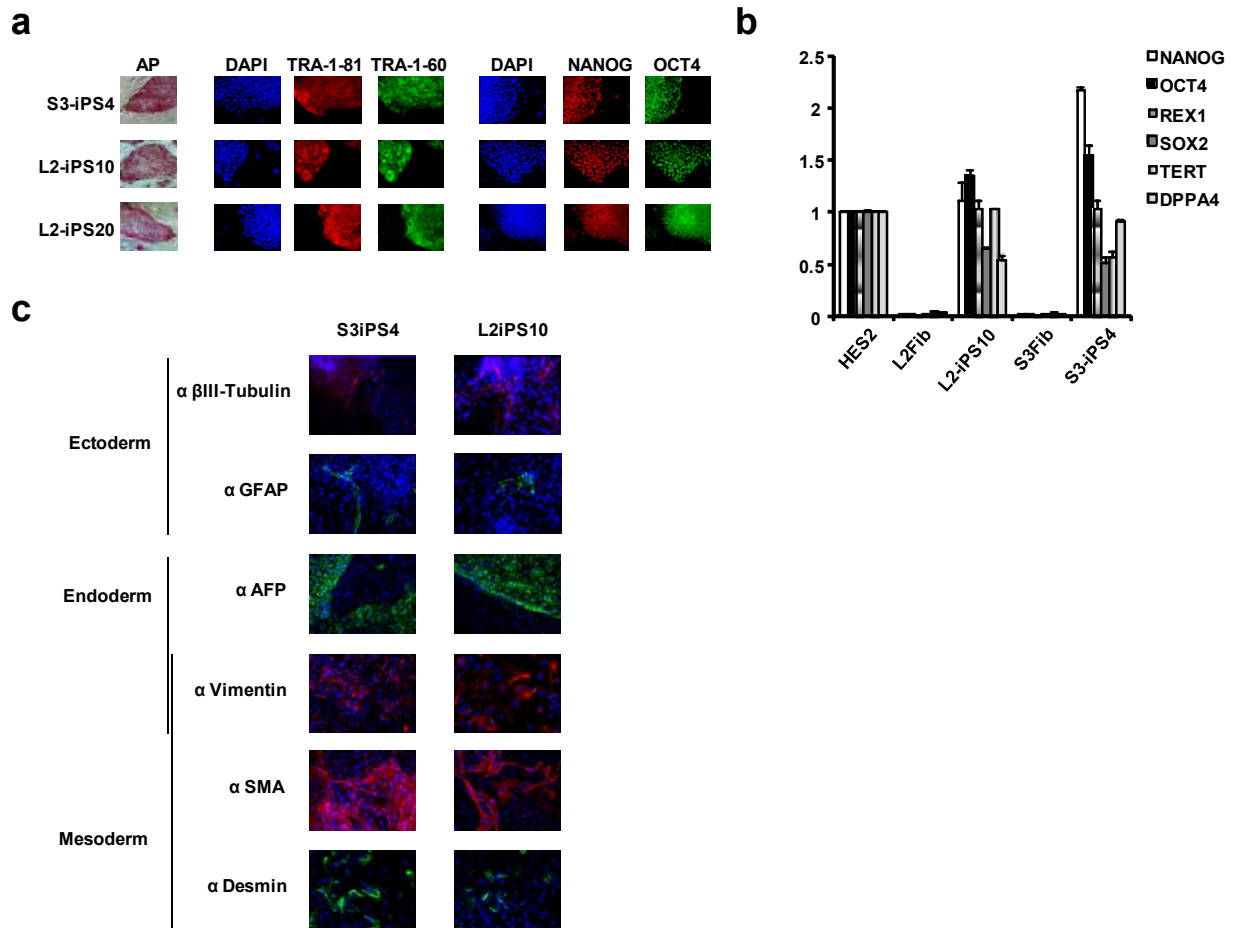 a
AP DAPI TRA-1-81 TRA-1-60 DAPI NANOG OCT4
S3-iPS4
L2-iPS10
L2-iPS20
b
2.5
2
1.5
1
0.5
0
HES2 L2Fib L2-iPS10 S3Fib S3-iPS4
NANOG
OCT4
REX1
SOX2
TERT
DPPA4
c
S3iPS4 L2iPS10
Ectoderm
α βIII-Tubulin
α GFAP
Endoderm
α AFP
α Vimentin
α SMA
Mesoderm
α Desmin